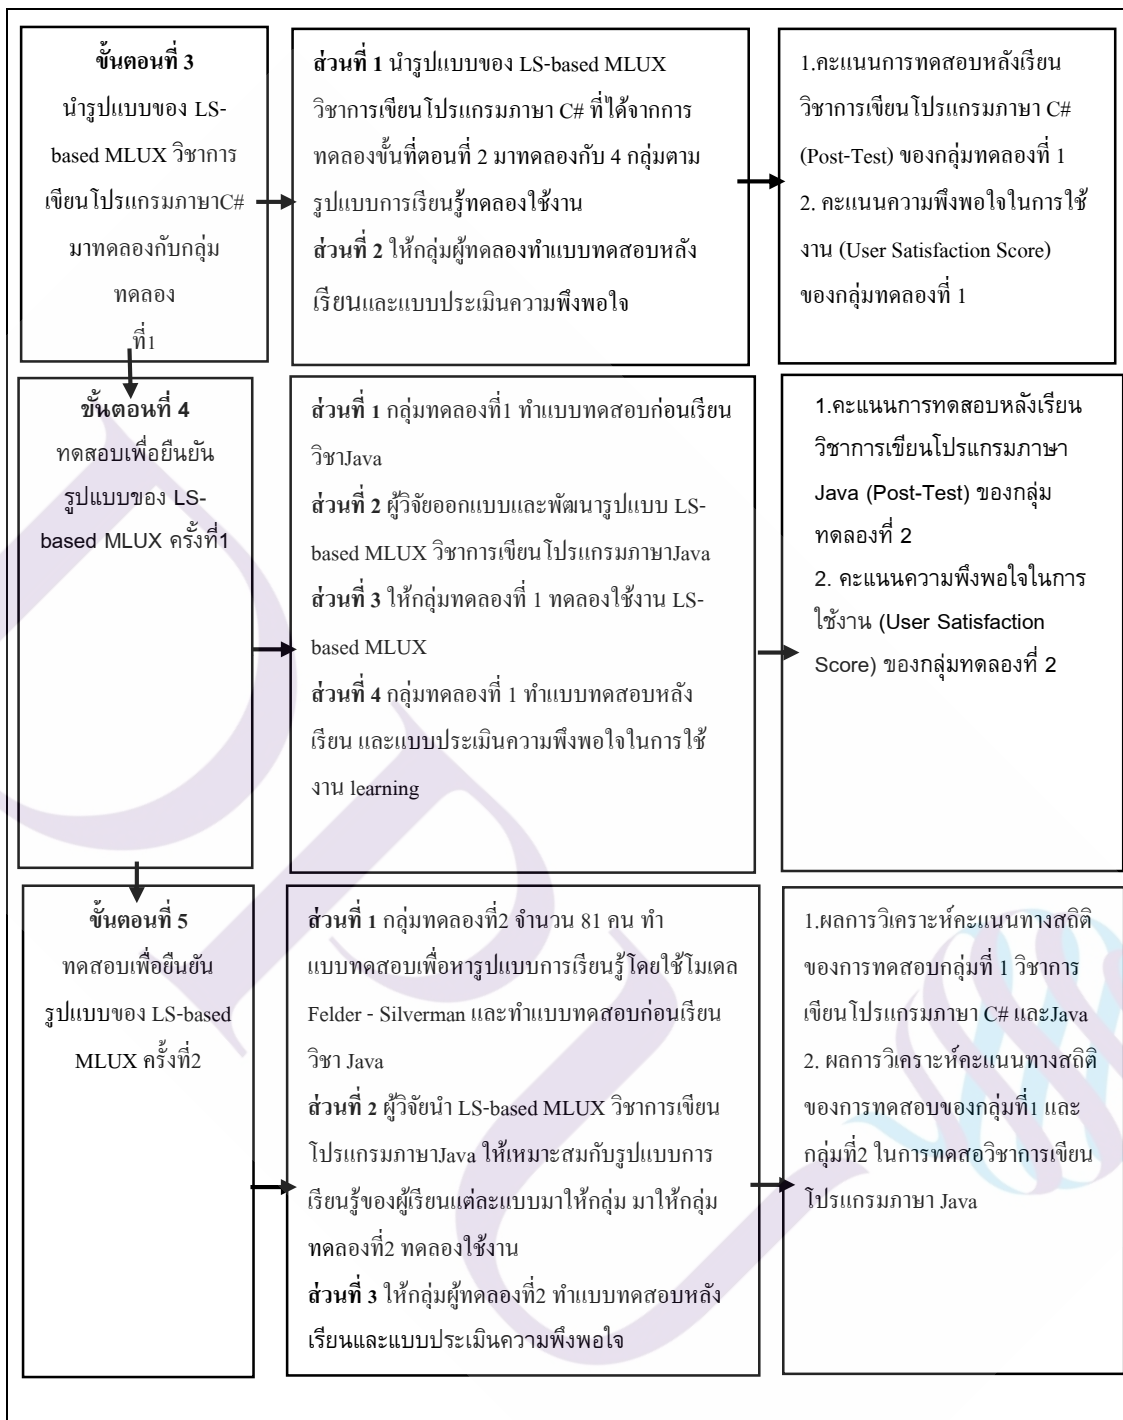 ขั้นตอนที่ 3
นำรูปแบบของ LS-
based MLUX วิชาการ
เขียนโปรแกรมภาษาC#
มาทดลองกับกลุ่ม
ทดลอง
ที่1
ส่วนที่ 1 นำรูปแบบของ LS-based MLUX
วิชาการเขียนโปรแกรมภาษา C# ที่ได้จากการ
ทดลองขั้นที่ตอนที่ 2 มาทดลองกับ 4 กลุ่มตาม
รูปแบบการเรียนรู้ทดลองใช้งาน
ส่วนที่ 2 ให้กลุ่มผู้ทดลองทำแบบทดสอบหลัง
เรียนและแบบประเมินความพึงพอใจ
1.คะแนนการทดสอบหลังเรียน
วิชาการเขียนโปรแกรมภาษา C#
(Post-Test) ของกลุ่มทดลองที่ 1
2. คะแนนความพึงพอใจในการใช้
งาน (User Satisfaction Score)
ของกลุ่มทดลองที่ 1
ขั้นตอนที่ 4
ทดสอบเพื่อยืนยัน
รูปแบบของ LS-
based MLUX ครั้งที่1
ส่วนที่ 1 กลุ่มทดลองที่1 ทำแบบทดสอบก่อนเรียน
วิชาJava
ส่วนที่ 2 ผู้วิจัยออกแบบและพัฒนารูปแบบ LS-
based MLUX วิชาการเขียนโปรแกรมภาษาJava
ส่วนที่ 3 ให้กลุ่มทดลองที่ 1 ทดลองใช้งาน LS-
based MLUX
ส่วนที่ 4 กลุ่มทดลองที่ 1 ทำแบบทดสอบหลัง
เรียน และแบบประเมินความพึงพอใจในการใช้
งาน learning
1.คะแนนการทดสอบหลังเรียน
วิชาการเขียนโปรแกรมภาษา
Java (Post-Test) ของกลุ่ม
ทดลองที่ 2
2. คะแนนความพึงพอใจในการ
ใช้งาน (User Satisfaction
Score) ของกลุ่มทดลองที่ 2
ขั้นตอนที่ 5
ทดสอบเพื่อยืนยัน
รูปแบบของ LS-based
MLUX ครั้งที่2
ส่วนที่ 1 กลุ่มทดลองที่2 จำนวน 81 คน ทำ
แบบทดสอบเพื่อหารูปแบบการเรียนรู้โดยใช้โมเดล
Felder - Silverman และทำแบบทดสอบก่อนเรียน
วิชา Java
ส่วนที่ 2 ผู้วิจัยนำ LS-based MLUX วิชาการเขียน
โปรแกรมภาษาJava ให้เหมาะสมกับรูปแบบการ
เรียนรู้ของผู้เรียนแต่ละแบบมาให้กลุ่ม มาให้กลุ่ม
ทดลองที่2 ทดลองใช้งาน
ส่วนที่ 3 ให้กลุ่มผู้ทดลองที่2 ทำแบบทดสอบหลัง
เรียนและแบบประเมินความพึงพอใจ
1.ผลการวิเคราะห์คะแนนทางสถิติ
ของการทดสอบกลุ่มที่ 1 วิชาการ
เขียนโปรแกรมภาษา C# และJava
2. ผลการวิเคราะห์คะแนนทางสถิติ
ของการทดสอบของกลุ่มที่1 และ
กลุ่มที่2 ในการทดสอวิชาการเขียน
โปรแกรมภาษา Java
DPU